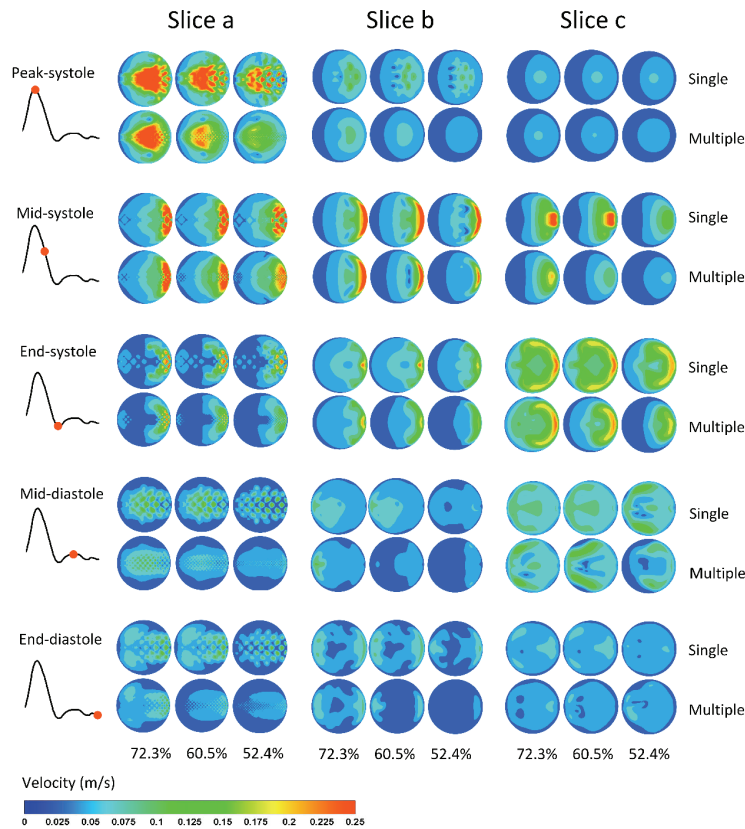 Slice a Slice b Slice c
Peak-systole
Single
Multiple
Mid-systole
Single
Multiple
End-systole
Single
Multiple
Mid-diastole
Single
Multiple
End-diastole
Single
Multiple
72.3% 60.5% 52.4% 72.3% 60.5% 52.4% 72.3% 60.5% 52.4%
Velocity (m/s)
0 0.025 0.05 0.075 0.1 0.125 0.15 0.175 0.2 0.225 0.25